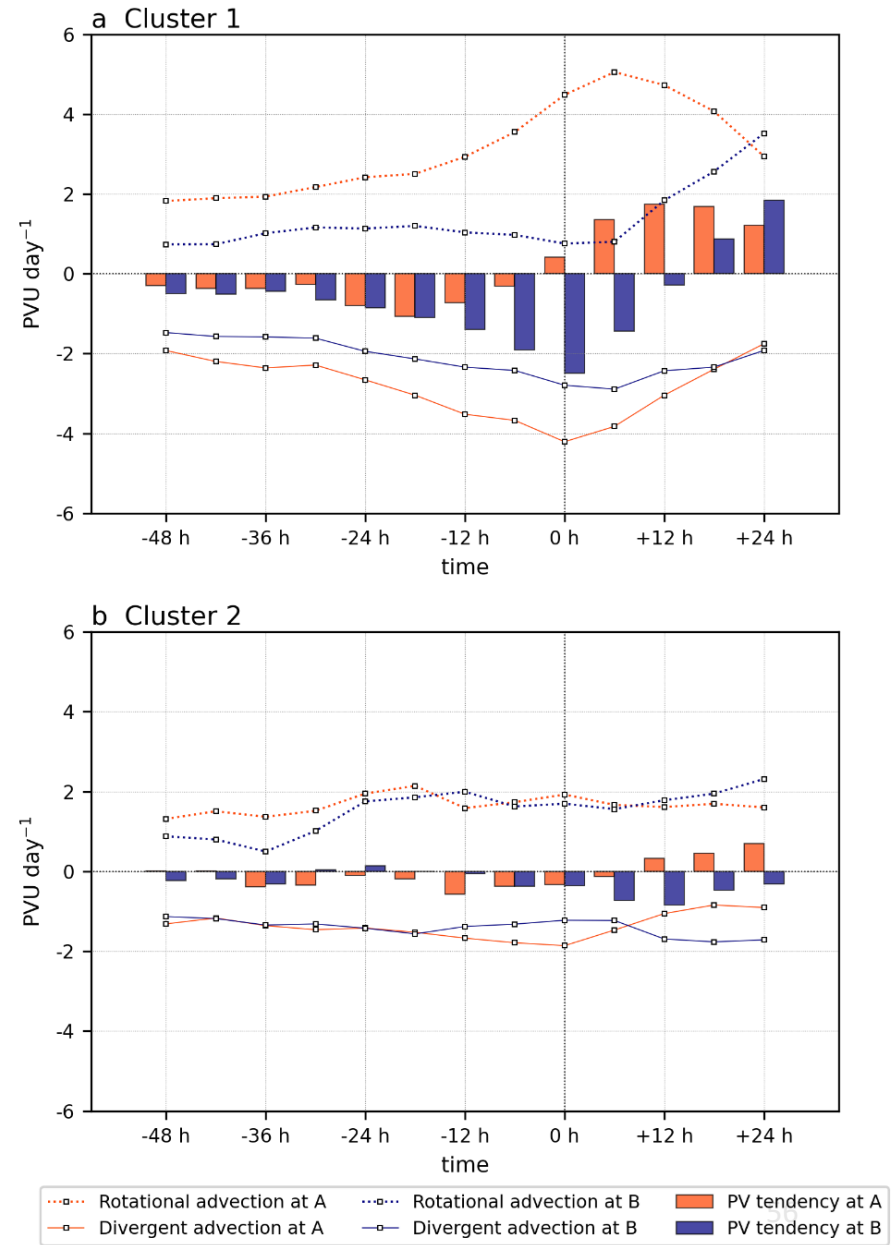 a Cluster 1
6
4
2
0
-2
-4
-6
PVU day⁻¹
-48 h -36 h -24 h -12 h 0 h +12 h +24 h
time
b Cluster 2
6
4
2
0
-2
-4
-6
PVU day⁻¹
-48 h -36 h -24 h -12 h 0 h +12 h +24 h
time
Rotational advection at A Rotational advection at B PV tendency at A
Divergent advection at A Divergent advection at B PV tendency at B
56